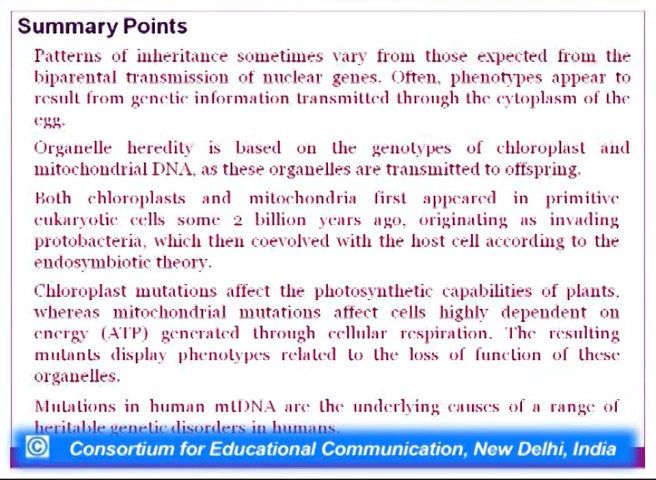 Summary Points
Patterns of inheritance sometimes vary from those expected from the
biparental transmission of nuclear genes. Often, phenotypes appear to
result from genetic information transmitted through the cytoplasm of the
egg.
Organelle heredity is based on the genotypes of chloroplast and
mitochondrial DNA, as these organelles are transmitted to offspring.
Both chloroplasts and mitochondria first appeared in primitive
eukaryotic cells some 2 billion years ago, originating as invading
protobacteria, which then coevolved with the host cell according to the
endosymbiotic theory.
Chloroplast mutations affect the photosynthetic capabilities of plants,
whereas mitochondrial mutations affect cells highly dependent on
energy (ATP) generated through cellular respiration. The resulting
mutants display phenotypes related to the loss of function of these
organelles.
Mutations in human mtDNA are the underlying causes of a range of
heritable genetic disorders in humans.
© Consortium for Educational Communication, New Delhi, India